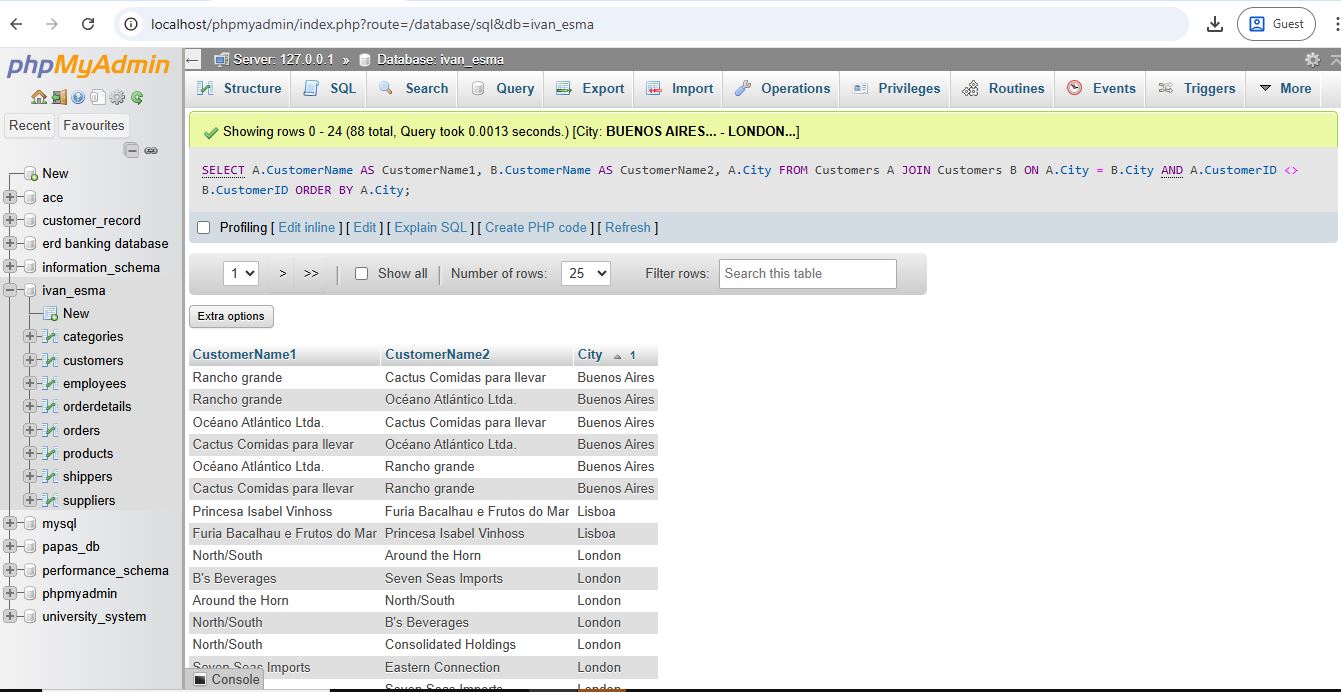 localhost/phpmyadmin/index.php?route=/database/sql&db=ivan_esma
Guest
phpMyAdmin
Recent Favourites
New
ace
customer_record
erd banking database
information_schema
ivan_esma
New
categories
customers
employees
orderdetails
orders
products
shippers
suppliers
mysql
papas_db
performance_schema
phpmyadmin
university_system
Server: 127.0.0.1 » Database: ivan_esma
Structure SQL Search Query Export Import Operations Privileges Routines Events Triggers More
Showing rows 0 - 24 (88 total, Query took 0.0013 seconds.) [City: BUENOS AIRES... - LONDON...]
SELECT A.CustomerName AS CustomerName1, B.CustomerName AS CustomerName2, A.City FROM Customers A JOIN Customers B ON A.City = B.City AND A.CustomerID <>
B.CustomerID ORDER BY A.City;
Profiling [ Edit inline ] [ Edit ] [ Explain SQL ] [ Create PHP code ] [ Refresh ]
1 > >> | Show all | Number of rows: 25 Filter rows: Search this table
Extra options
CustomerName1 CustomerName2 City 1
Rancho grande Cactus Comidas para llevar Buenos Aires
Rancho grande Océano Atlántico Ltda. Buenos Aires
Océano Atlántico Ltda. Cactus Comidas para llevar Buenos Aires
Cactus Comidas para llevar Océano Atlántico Ltda. Buenos Aires
Océano Atlántico Ltda. Rancho grande Buenos Aires
Cactus Comidas para llevar Rancho grande Buenos Aires
Princesa Isabel Vinhoss Furia Bacalhau e Frutos do Mar Lisboa
Furia Bacalhau e Frutos do Mar Princesa Isabel Vinhoss Lisboa
North/South Around the Horn London
B's Beverages Seven Seas Imports London
Around the Horn North/South London
North/South B's Beverages London
North/South Consolidated Holdings London
Seven Seas Imports Eastern Connection London
Console
Seven Seas Imports London